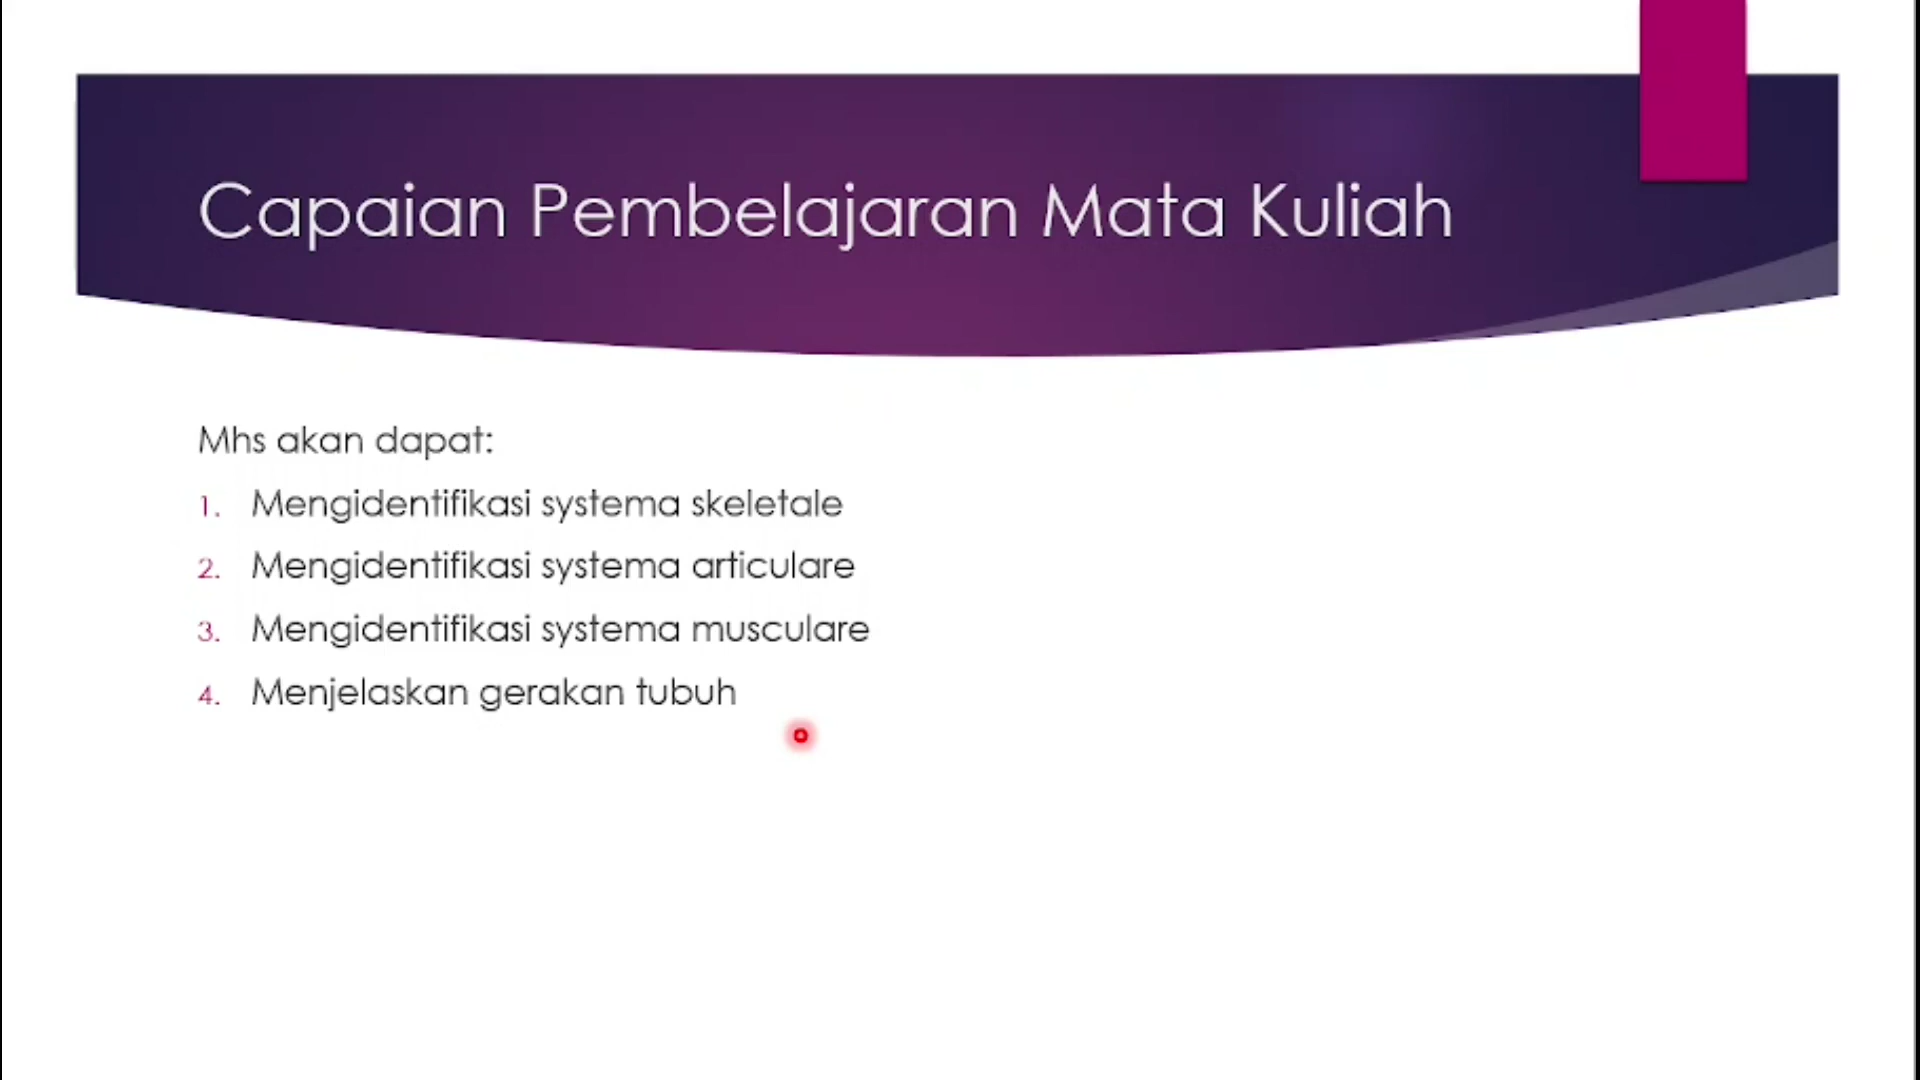 Capaian Pembelajaran Mata Kuliah
Mhs akan dapat:
1. Mengidentifikasi systema skeletale
2. Mengidentifikasi systema articulare
3. Mengidentifikasi systema musculare
4. Menjelaskan gerakan tubuh